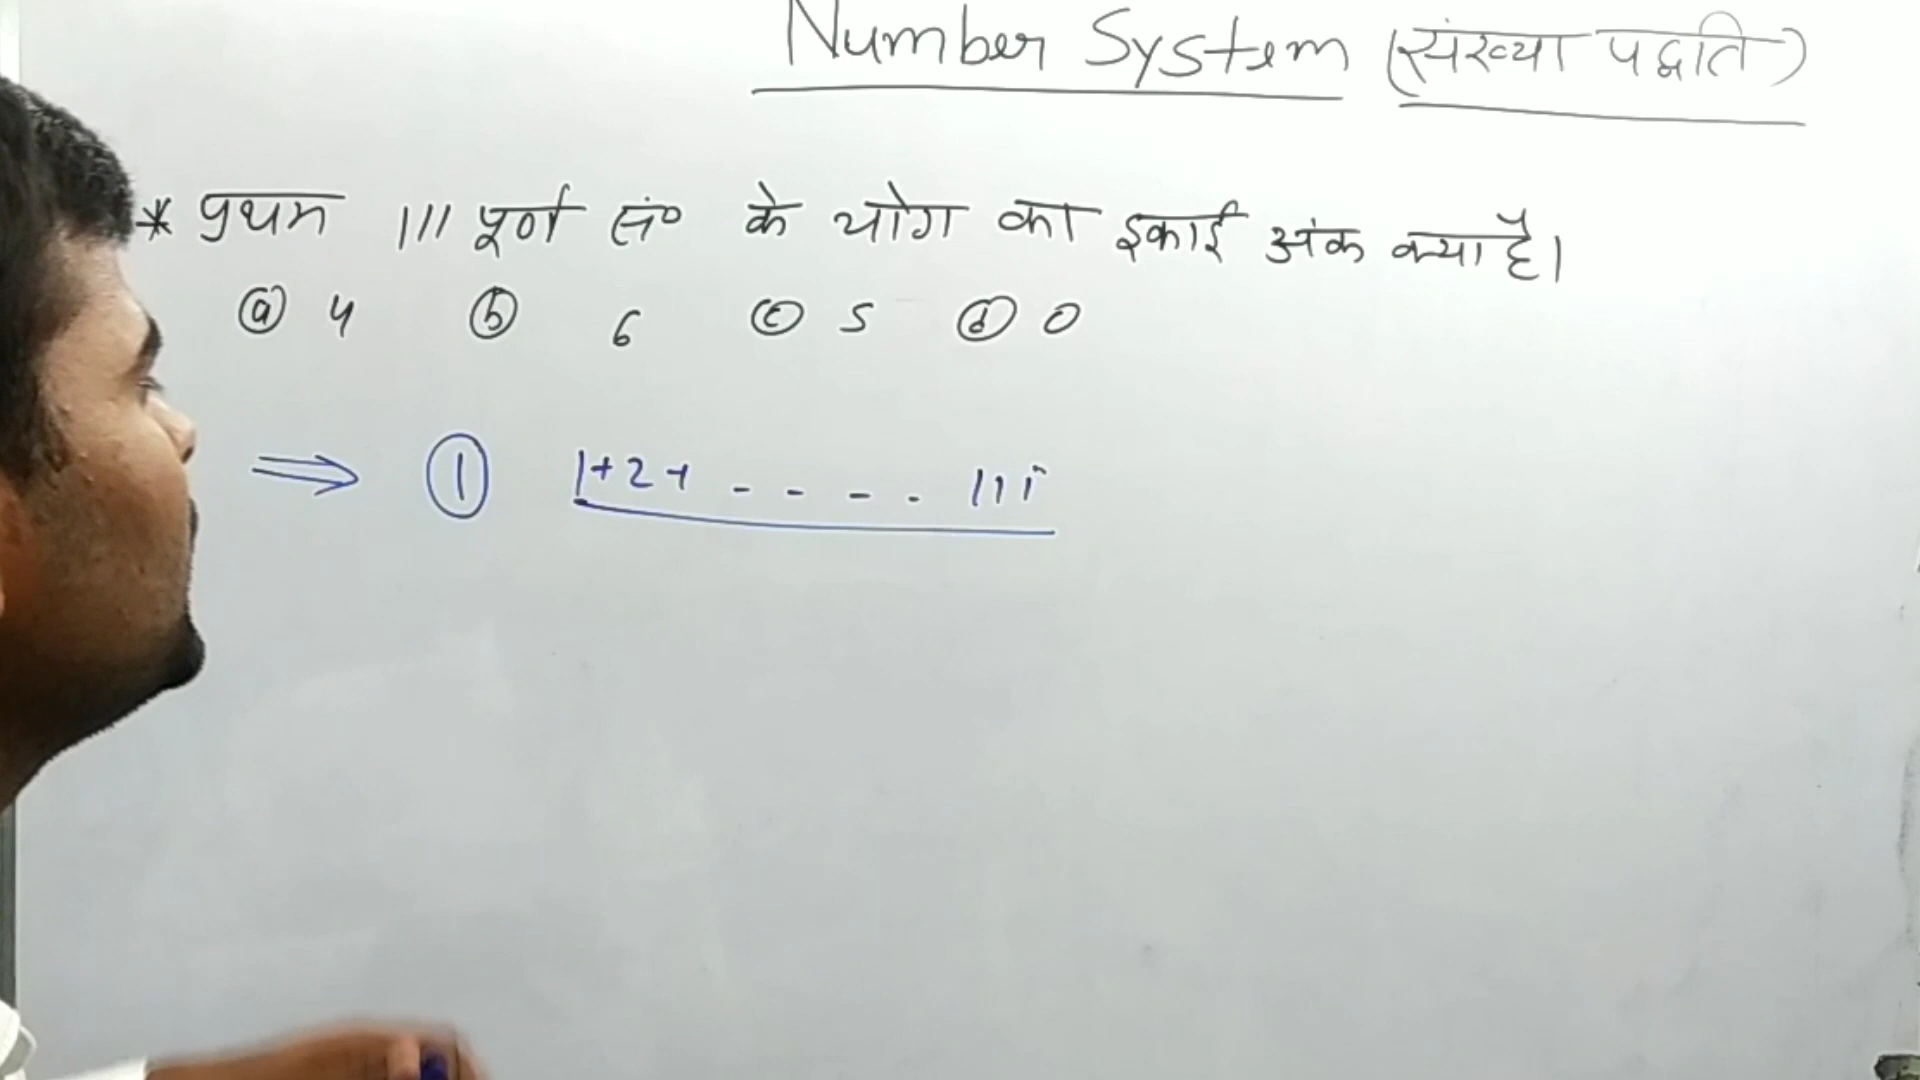 Number System (संख्या पद्धति)
* प्रथम 111 पूर्ण सं० के योग का इकाई अंक क्या है।
(a) 4 (b) 6 (c) 5 (d) 0
⇒ ① 1+2+ - - - - 111